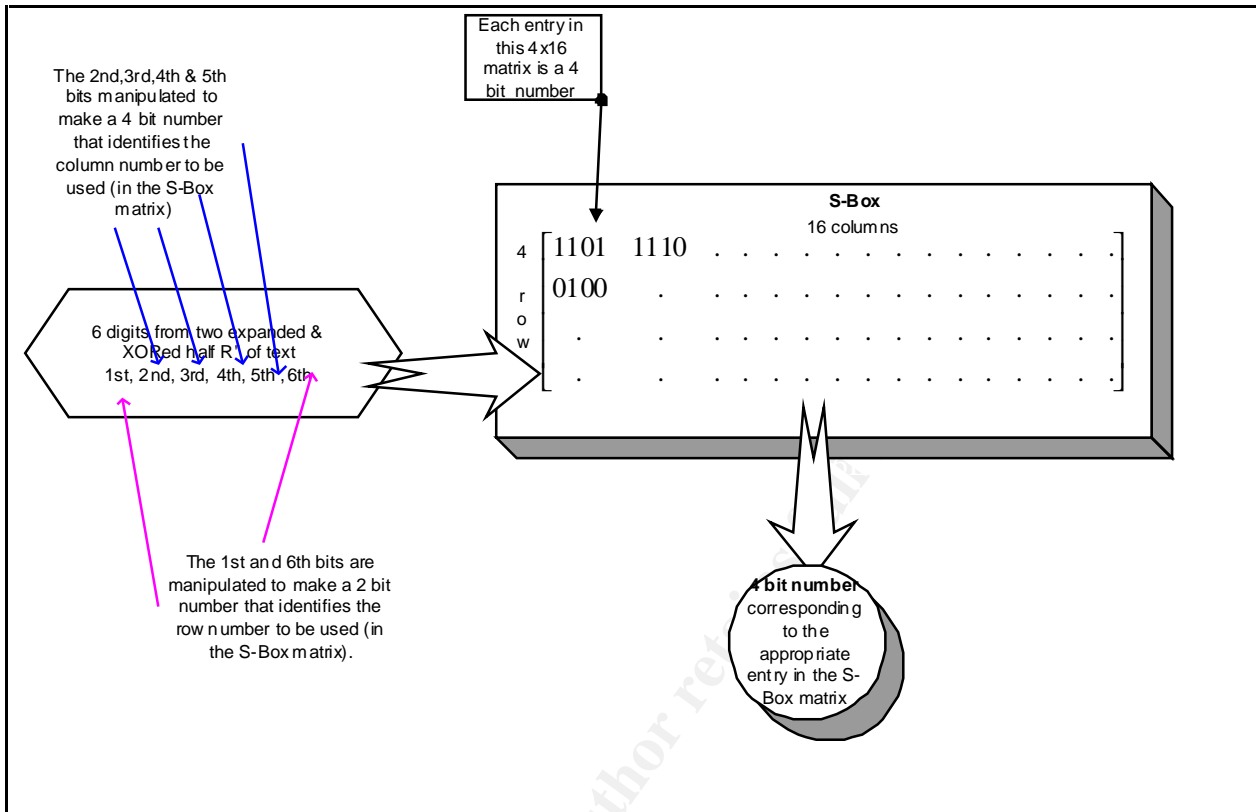 Each entry in
this 4x16
matrix is a 4
bit number
The 2nd,3rd,4th & 5th
bits manipulated to
make a 4 bit number
that identifies the
column number to be
used (in the S-Box
matrix)
S-Box
16 columns
4 row
1101 1110 . . . . . . . . . . . . . .
0100 . . . . . . . . . . . . . . .
. . . . . . . . . . . . . . . .
. . . . . . . . . . . . . . . .
6 digits from two expanded &
XORed half R" of text
1st, 2nd, 3rd, 4th, 5th ,6th
The 1st and 6th bits are
manipulated to make a 2 bit
number that identifies the
row number to be used (in
the S-Box matrix).
4 bit number
corresponding
to the
appropriate
entry in the S-
Box matrix